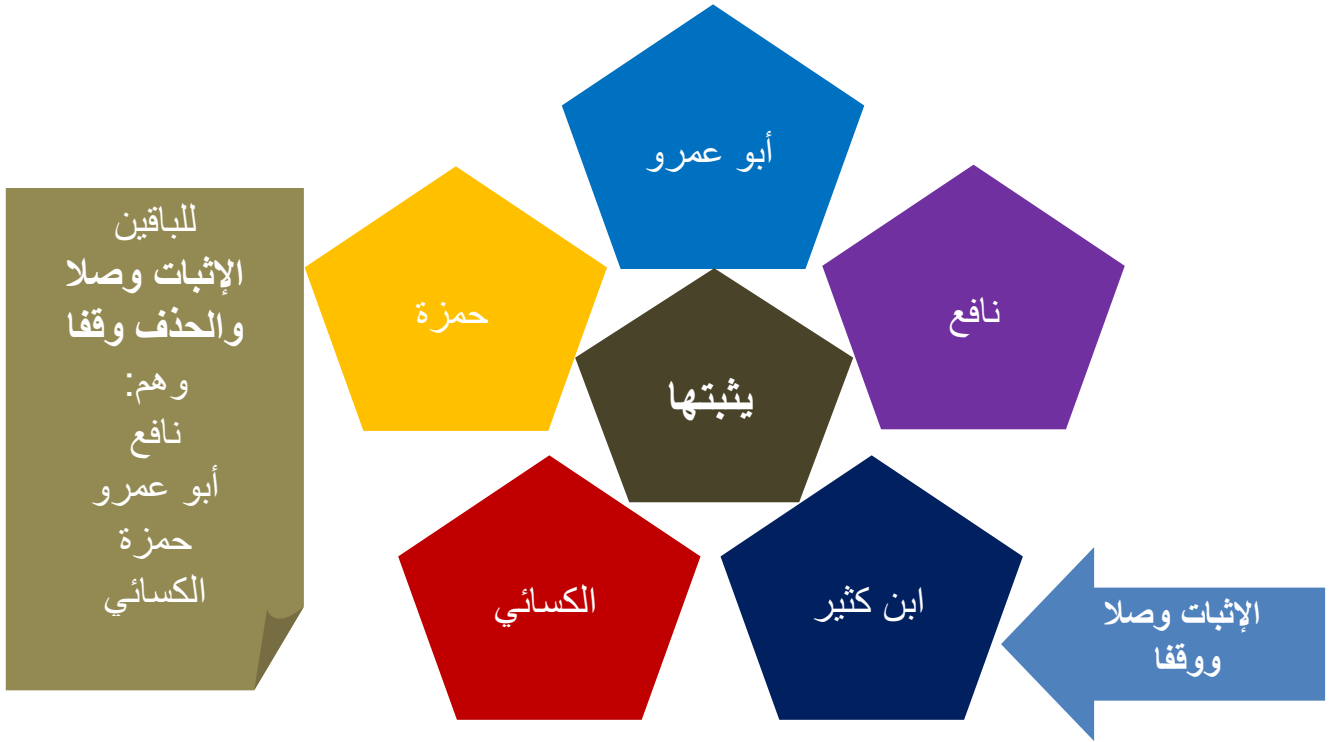 أبو عمرو
نافع
حمزة
يثبتها
ابن كثير
الكسائي
الإثبات وصلا
ووقفا
للباقين
الإثبات وصلا
والحذف وقفا
وهم:
نافع
أبو عمرو
حمزة
الكسائي